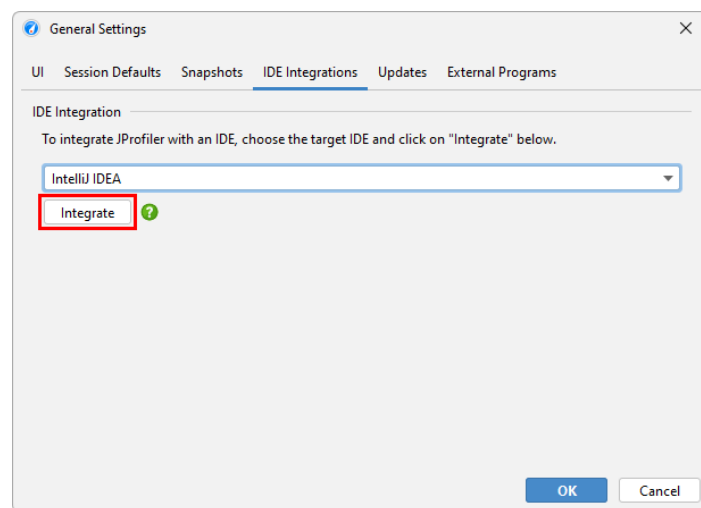 General Settings
UI Session Defaults Snapshots IDE Integrations Updates External Programs
IDE Integration
To integrate JProfiler with an IDE, choose the target IDE and click on "Integrate" below.
IntelliJ IDEA
Integrate ?
OK Cancel